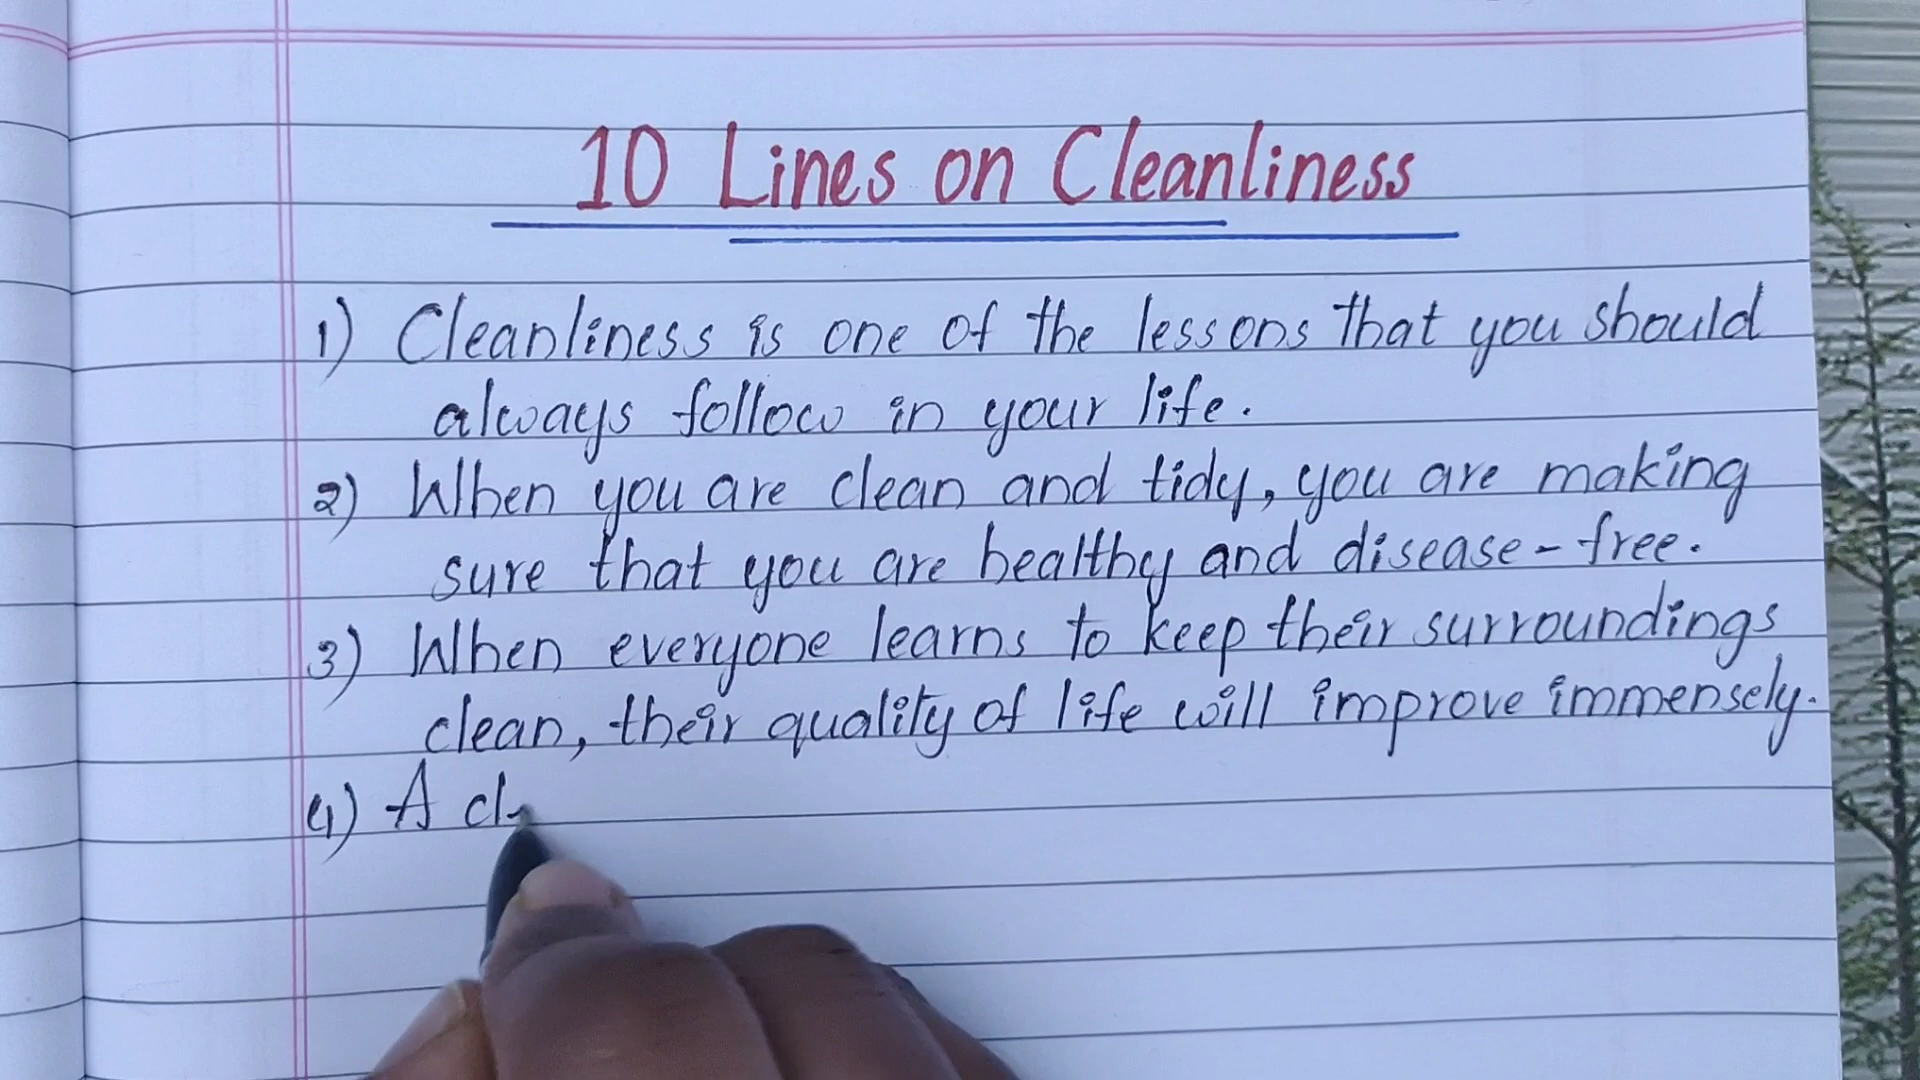 10 Lines on Cleanliness
1) Cleanliness is one of the lessons that you should
always follow in your life.
2) When you are clean and tidy, you are making
sure that you are healthy and disease-free.
3) When everyone learns to keep their surroundings
clean, their quality of life will improve immensely.
4) A cl